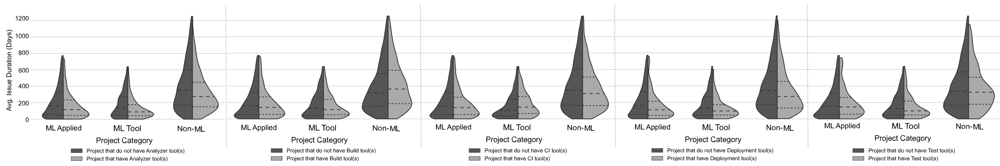 Avg. Issue Duration (Days)
1200
1000
800
600
400
200
0
ML Applied ML Tool Non-ML
Project Category
Project that do not have Analyzer tool(s)
Project that have Analyzer tool(s)
ML Applied ML Tool Non-ML
Project Category
Project that do not have Build tool(s)
Project that have Build tool(s)
ML Applied ML Tool Non-ML
Project Category
Project that do not have CI tool(s)
Project that have CI tool(s)
ML Applied ML Tool Non-ML
Project Category
Project that do not have Deployment tool(s)
Project that have Deployment tool(s)
ML Applied ML Tool Non-ML
Project Category
Project that do not have Test tool(s)
Project that have Test tool(s)